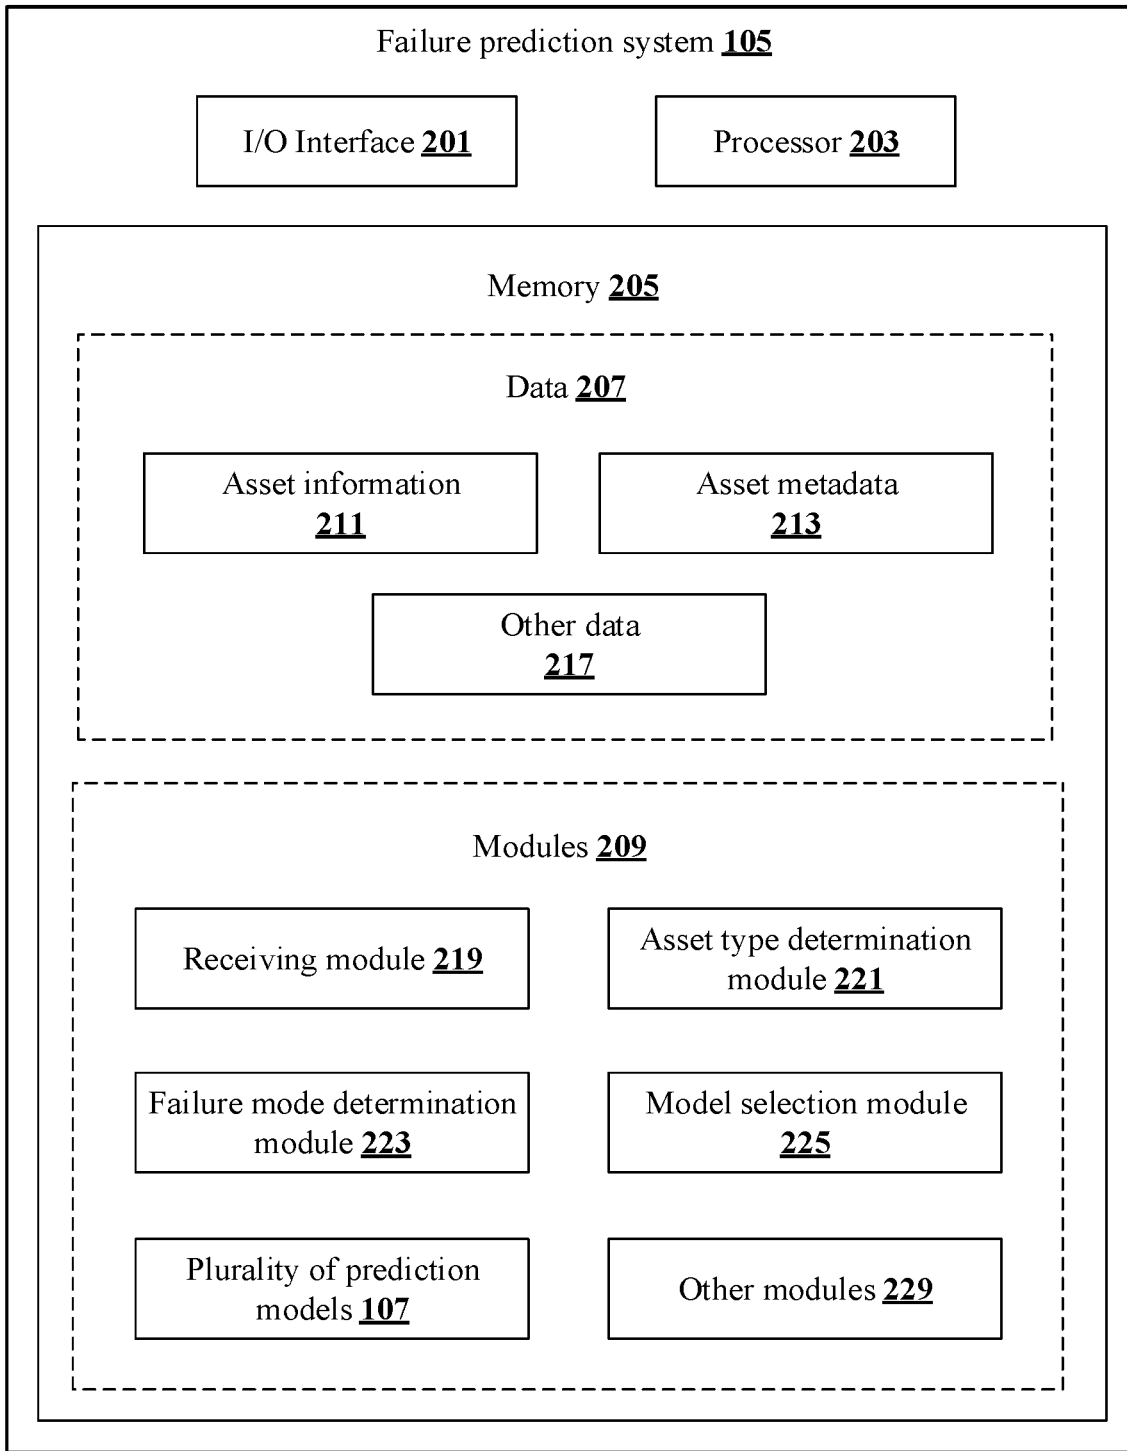 Failure prediction system 105
I/O Interface 201
Processor 203
Memory 205
Data 207
Asset information
211
Asset metadata
213
Other data
217
Modules 209
Receiving module 219
Asset type determination
module 221
Failure mode determination
module 223
Model selection module
225
Plurality of prediction
models 107
Other modules 229